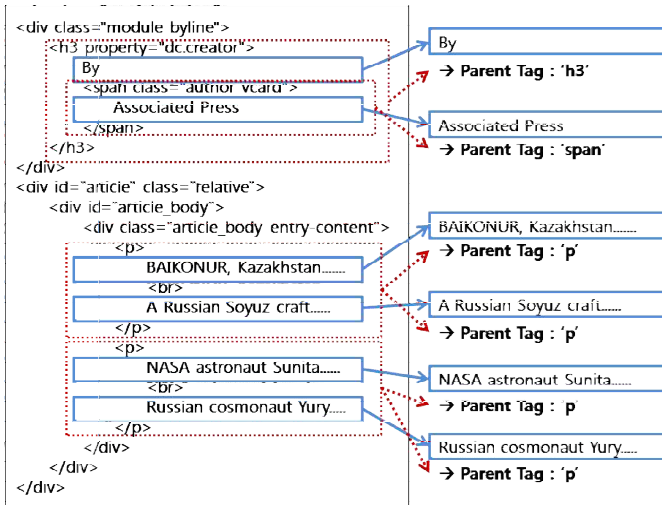 <div class="module byline">
<h3 property="dc.creator">
By
<span class="author vcard">
Associated Press
</span>
</h3>
</div>
<div id="article" class="relative">
<div id="article_body">
<div class="article_body entry-content">
<p>
BAIKONUR, Kazakhstan......
<br>
A Russian Soyuz craft......
</p>
<p>
NASA astronaut Sunita......
<br>
Russian cosmonaut Yury.....
</p>
</div>
</div>
</div>
By
→ Parent Tag : 'h3'
Associated Press
→ Parent Tag : 'span'
BAIKONUR, Kazakhstan......
→ Parent Tag : 'p'
A Russian Soyuz craft......
→ Parent Tag : 'p'
NASA astronaut Sunita......
→ Parent Tag : 'p'
Russian cosmonaut Yury.....
→ Parent Tag : 'p'